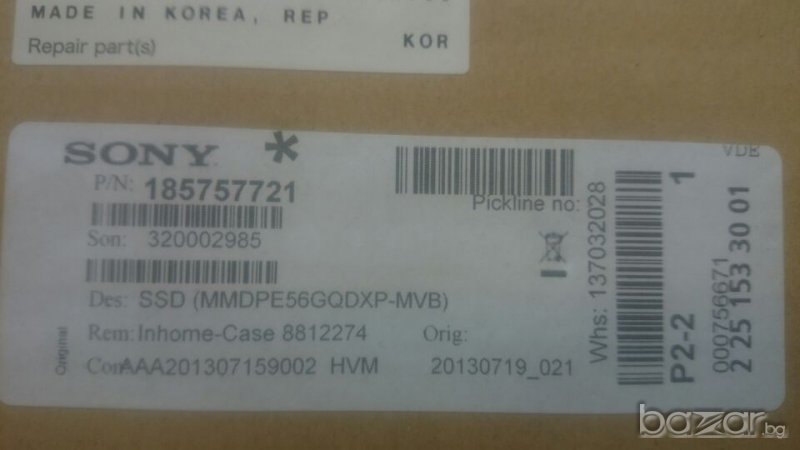 MADE IN KOREA, REP
Repair part(s) KOR
SONY *
P/N: 185757721
Pickline no:
Son: 320002985
Des: SSD (MMDPE56GQDXP-MVB)
Rem: Inhome-Case 8812274 Orig:
Con: AAA201307159002 HVM 20130719_021
Original
Whs: 137032028
P2-2 1
000756671
2 25 153 30 01
VDE
bazar.bg